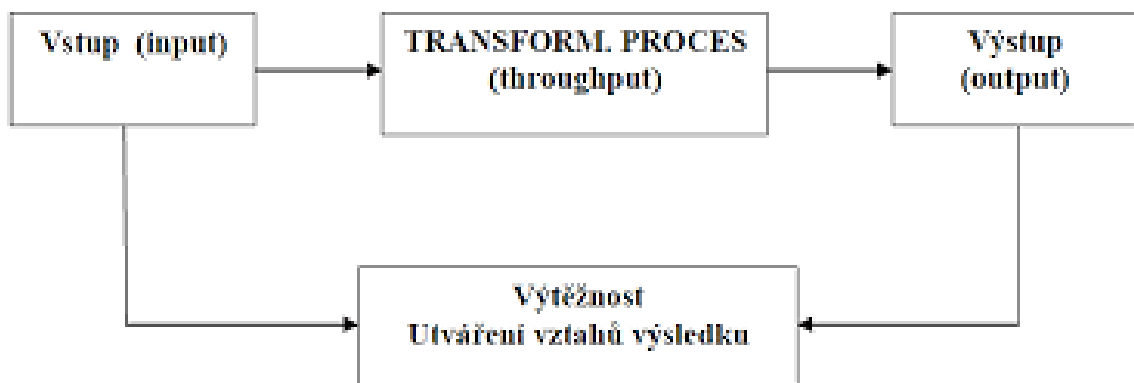 Vstup (input)
TRANSFORM. PROCES
(throughput)
Výstup
(output)
Výtěžnost
Utváření vztahů výsledku